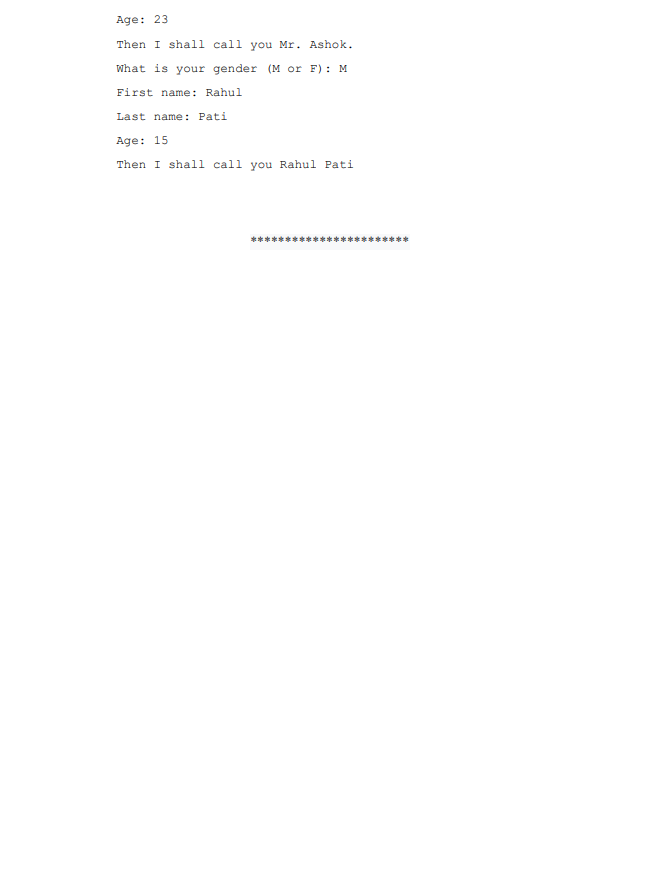 Age: 23
Then I shall call you Mr. Ashok.
What is your gender (M or F): M
First name: Rahul
Last name: Pati
Age: 15
Then I shall call you Rahul Pati
***********************